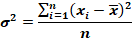 σ² = ∑ⁿᵢ₌₁(xᵢ − x̄)² / n